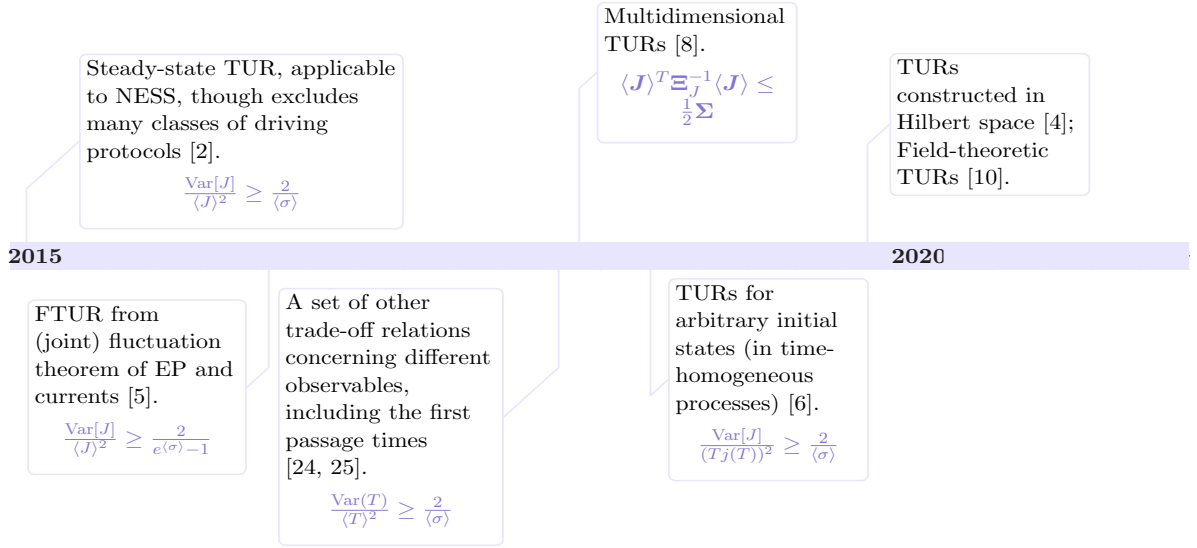 Steady-state TUR, applicable
to NESS, though excludes
many classes of driving
protocols [2].
Var[J]/⟨J⟩² ≥ 2/⟨σ⟩
Multidimensional
TURs [8].
⟨J⟩ᵀ Ξ_J⁻¹ ⟨J⟩ ≤
1/2 Σ
TURs
constructed in
Hilbert space [4];
Field-theoretic
TURs [10].
2015
2020
FTUR from
(joint) fluctuation
theorem of EP and
currents [5].
Var[J]/⟨J⟩² ≥ 2/(e^⟨σ⟩−1)
A set of other
trade-off relations
concerning different
observables,
including the first
passage times
[24, 25].
Var(T)/⟨T⟩² ≥ 2/⟨σ⟩
TURs for
arbitrary initial
states (in time-
homogeneous
processes) [6].
Var[J]/(Tj(T))² ≥ 2/⟨σ⟩